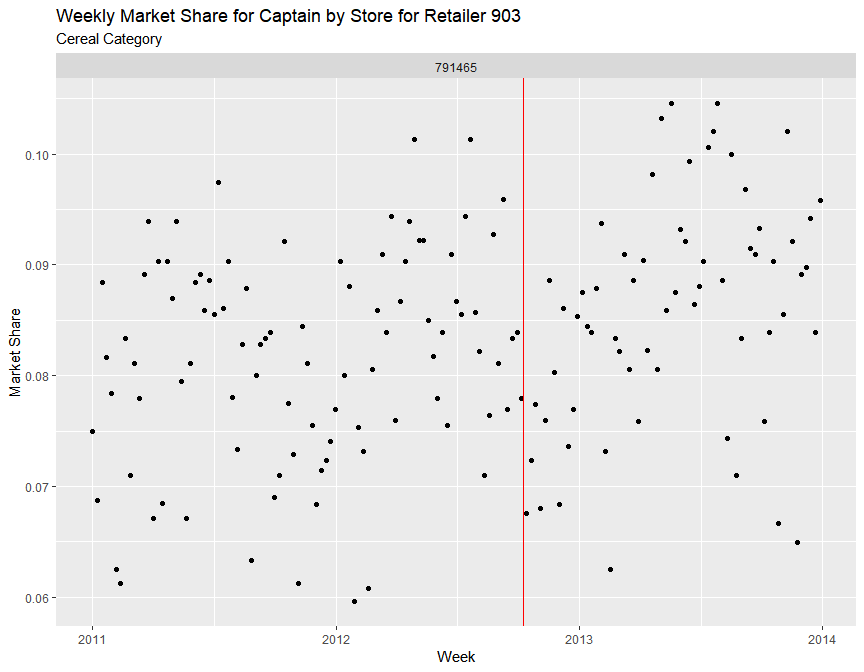 Weekly Market Share for Captain by Store for Retailer 903
Cereal Category
791465
0.10
0.09
0.08
0.07
0.06
Market Share
2011 2012 2013 2014
Week